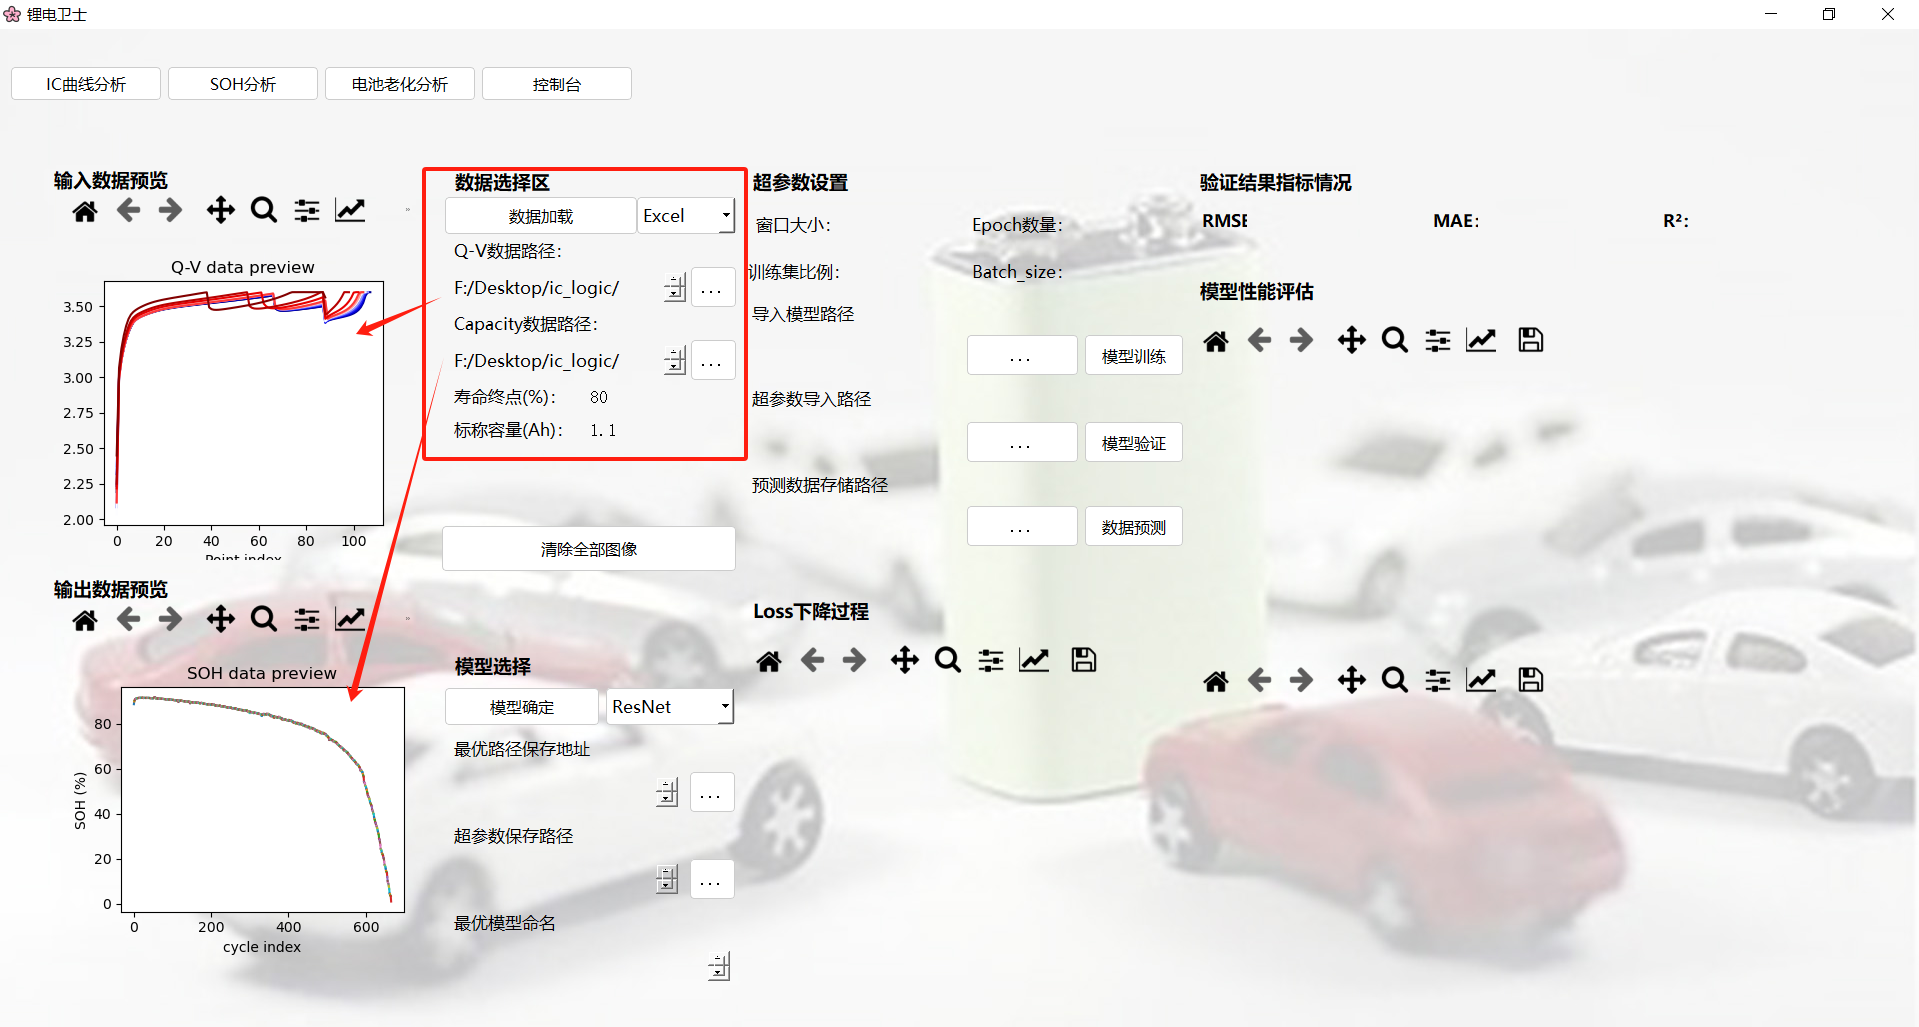 锂电卫士
IC曲线分析
SOH分析
电池老化分析
控制台
输入数据预览
Q-V data preview
3.50
3.25
3.00
2.75
2.50
2.25
2.00
0 20 40 60 80 100
Point index
输出数据预览
SOH data preview
SOH (%)
80
60
40
20
0
0 200 400 600
cycle index
数据选择区
数据加载
Excel
Q-V数据路径：
F:/Desktop/ic_logic/
...
Capacity数据路径：
F:/Desktop/ic_logic/
...
寿命终点(%)： 80
标称容量(Ah)： 1.1
清除全部图像
模型选择
模型确定
ResNet
最优路径保存地址
...
超参数保存路径
...
最优模型命名
超参数设置
窗口大小：
Epoch数量：
训练集比例：
Batch_size：
导入模型路径
...
模型训练
超参数导入路径
...
模型验证
预测数据存储路径
...
数据预测
Loss下降过程
验证结果指标情况
RMSE
MAE：
R²：
模型性能评估